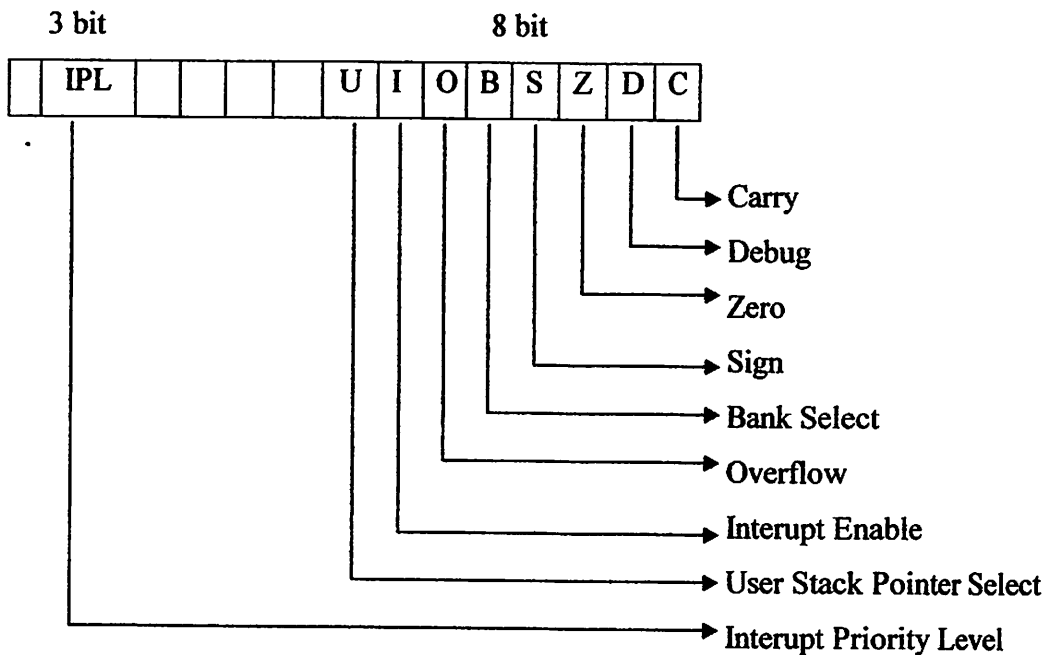 3 bit 8 bit
IPL U I O B S Z D C
Carry
Debug
Zero
Sign
Bank Select
Overflow
Interupt Enable
User Stack Pointer Select
Interupt Priority Level